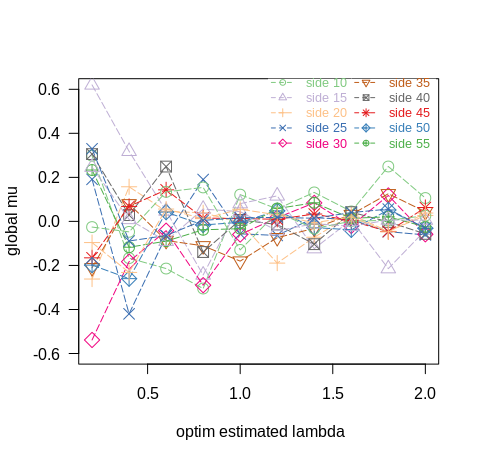 side 10 side 35
side 15 side 40
side 20 side 45
side 25 side 50
side 30 side 55
global mu
0.6
0.4
0.2
0.0
-0.2
-0.4
-0.6
0.5 1.0 1.5 2.0
optim estimated lambda